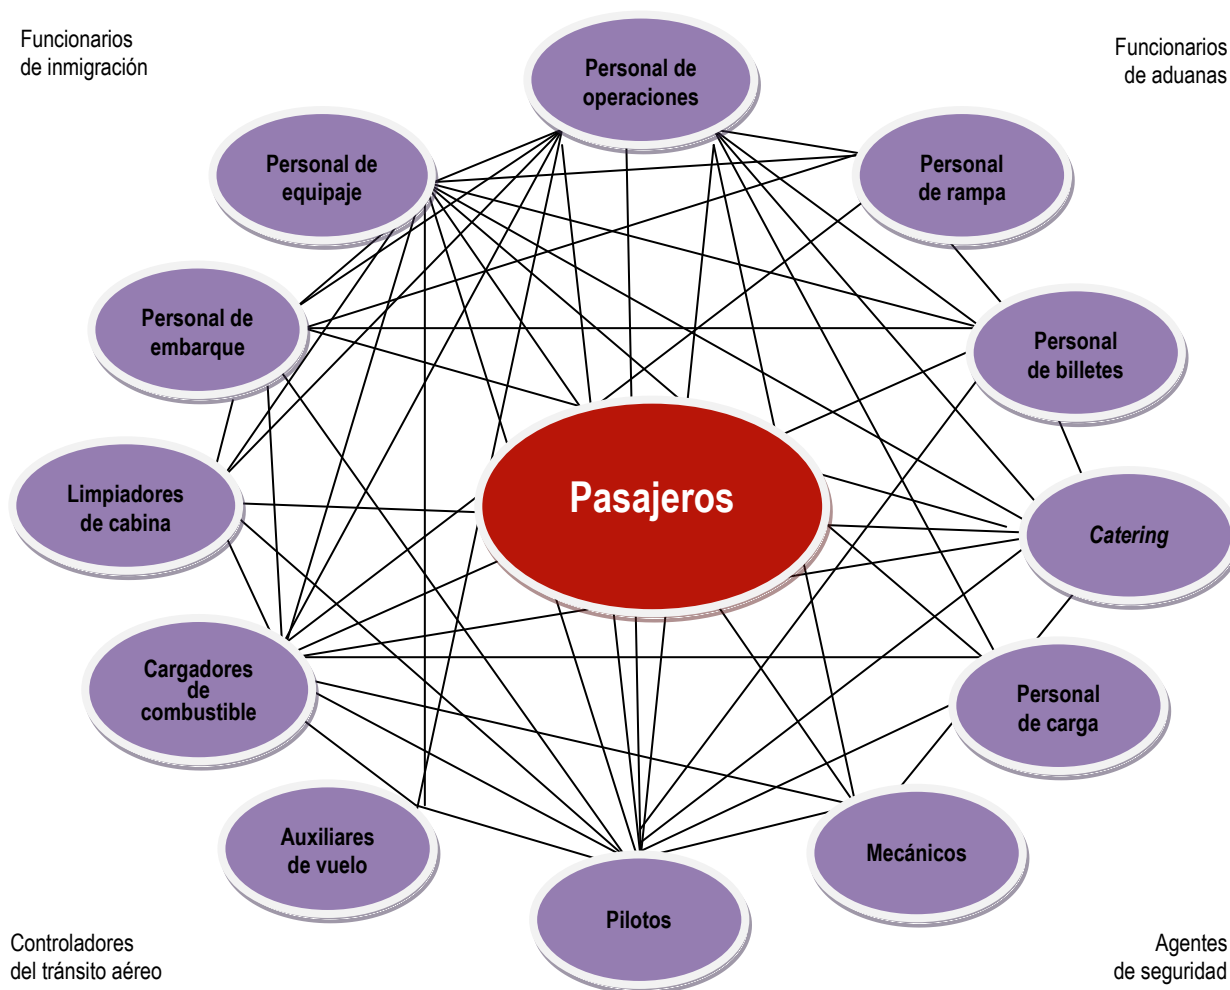 Funcionarios
de inmigración
Personal de
operaciones
Funcionarios
de aduanas
Personal de
equipaje
Personal
de rampa
Personal de
embarque
Personal
de billetes
Pasajeros
Limpiadores
de cabina
Catering
Cargadores
de
combustible
Personal
de carga
Auxiliares
de vuelo
Mecánicos
Pilotos
Controladores
del tránsito aéreo
Agentes
de seguridad